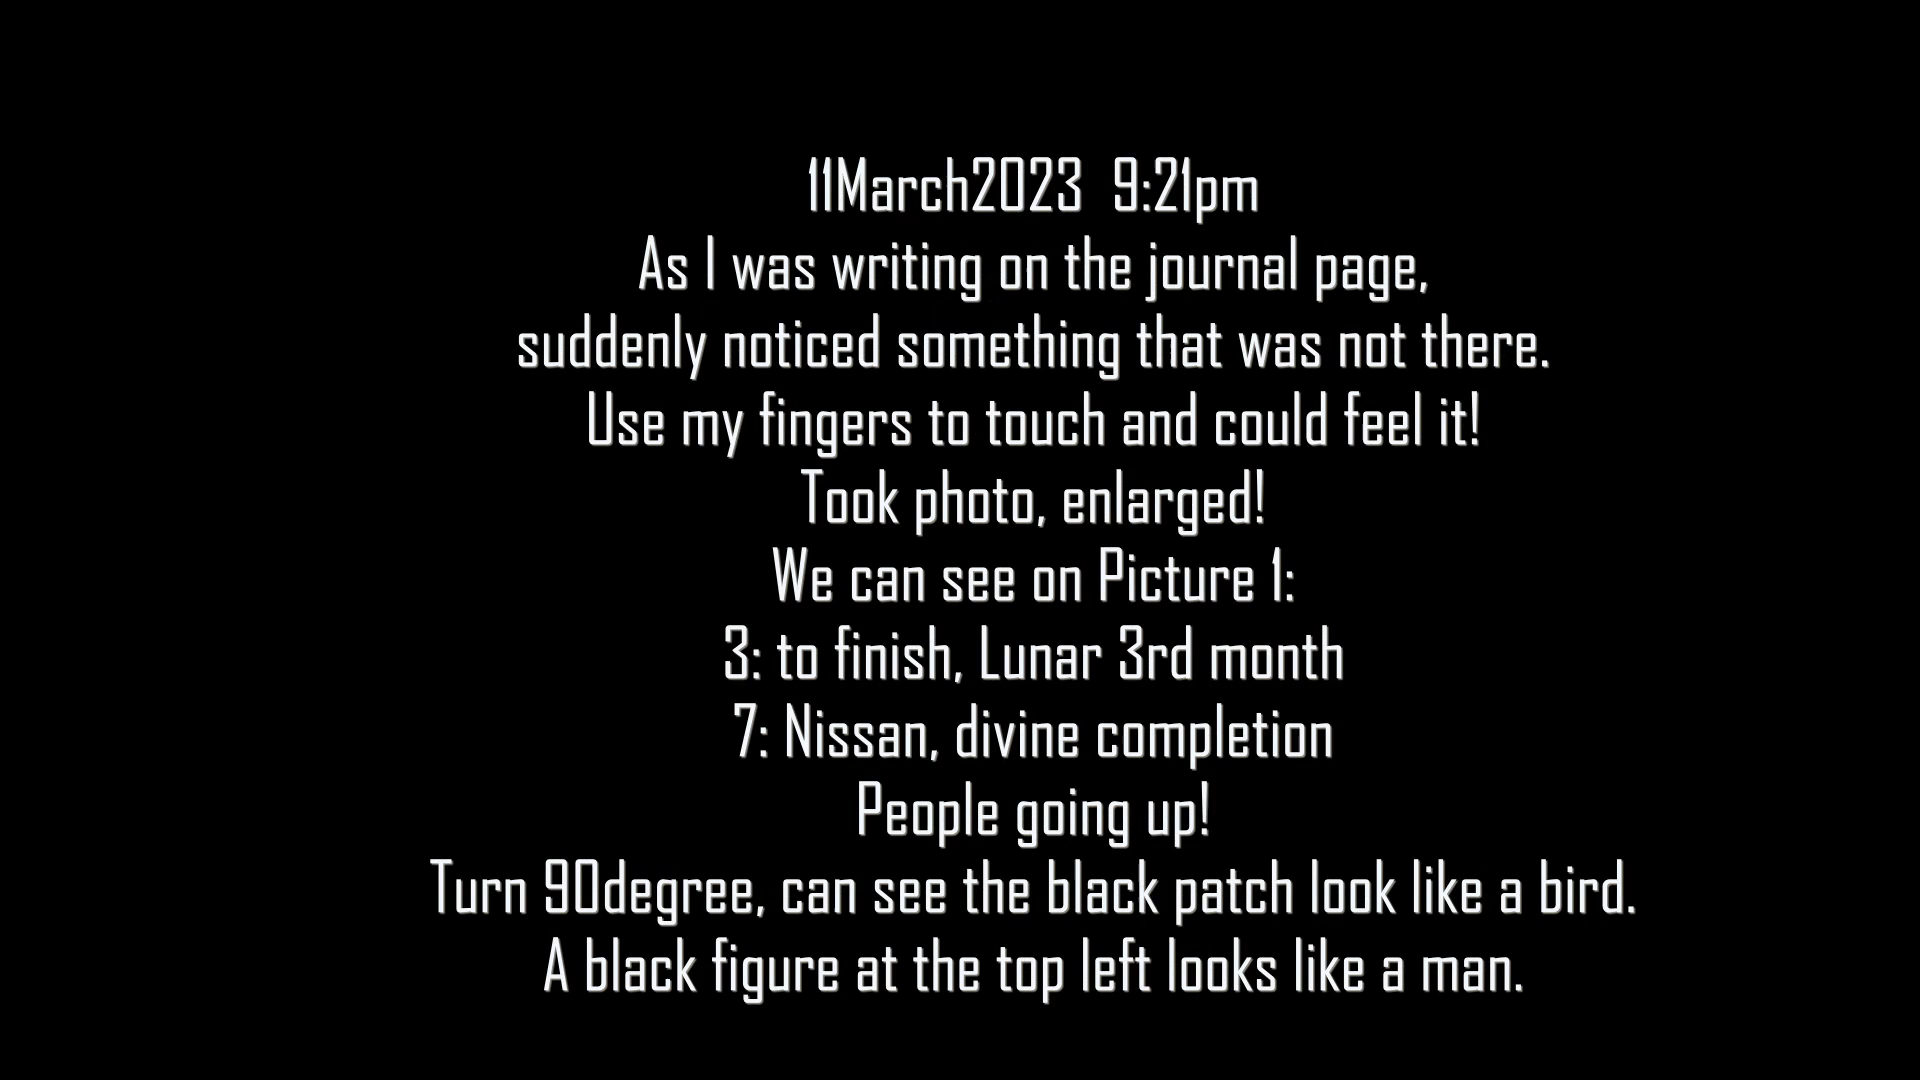 11March2023  9:21pm
As I was writing on the journal page,
suddenly noticed something that was not there.
Use my fingers to touch and could feel it!
Took photo, enlarged!
We can see on Picture 1:
3: to finish, Lunar 3rd month
7: Nissan, divine completion
People going up!
Turn 90degree, can see the black patch look like a bird.
A black figure at the top left looks like a man.